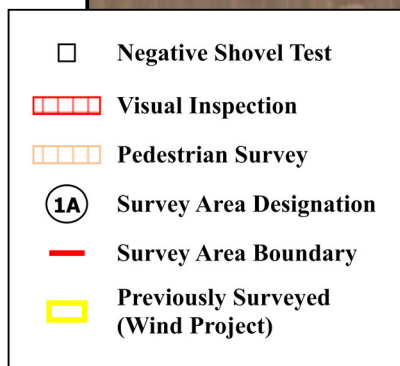 Negative Shovel Test
Visual Inspection
Pedestrian Survey
1A Survey Area Designation
Survey Area Boundary
Previously Surveyed
(Wind Project)